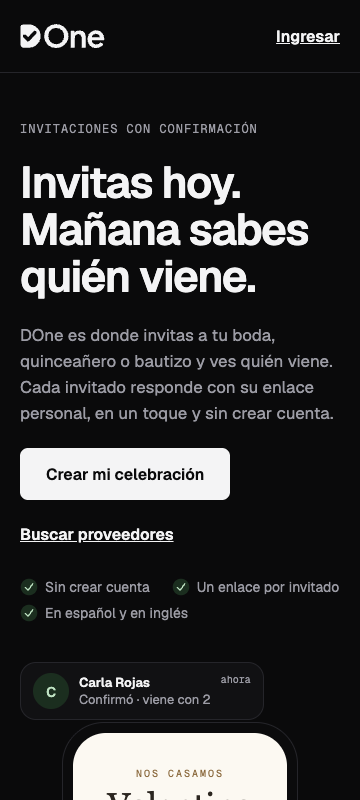 DOne
Ingresar
INVITACIONES CON CONFIRMACIÓN
Invitas hoy.
Mañana sabes
quién viene.
DOne es donde invitas a tu boda,
quinceañero o bautizo y ves quién viene.
Cada invitado responde con su enlace
personal, en un toque y sin crear cuenta.
Crear mi celebración
Buscar proveedores
Sin crear cuenta
Un enlace por invitado
En español y en inglés
C
Carla Rojas
ahora
Confirmó · viene con 2
NOS CASAMOS